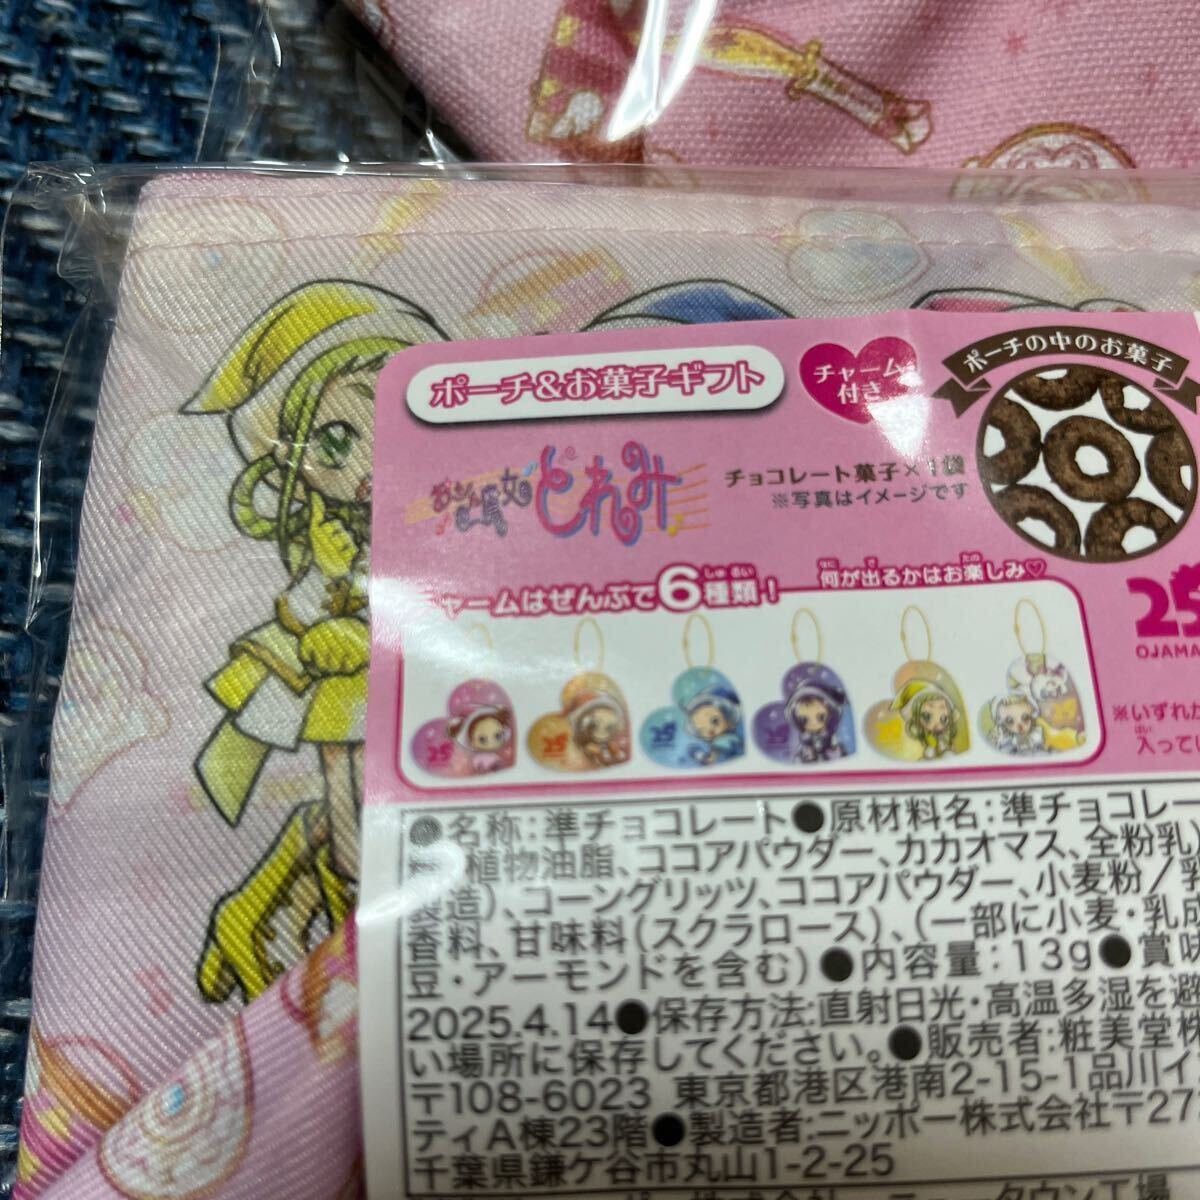 ポーチ&お菓子ギフト
チャーム
付き
ポーチの中のお菓子
おジャ魔女
どれみ
チョコレート菓子×1袋
※写真はイメージです
チャームはぜんぶで6種類!
しゅ るい
何が出るかはお楽しみ♡
なに で たの
25
OJAMA
※いずれか
入ってい
はい
●名称:準チョコレート●原材料名:準チョコレー
植物油脂、ココアパウダー、カカオマス、全粉乳
製造)、コーングリッツ、ココアパウダー、小麦粉/乳
香料、甘味料(スクラロース)、(一部に小麦・乳成
豆・アーモンドを含む)●内容量:13g●賞味
2025.4.14●保存方法:直射日光・高温多湿を避
い場所に保存してください。●販売者:粧美堂株
〒108-6023 東京都港区港南2-15-1品川イ
ティA棟23階●製造者:ニッポー株式会社〒27
千葉県鎌ケ谷市丸山1-2-25